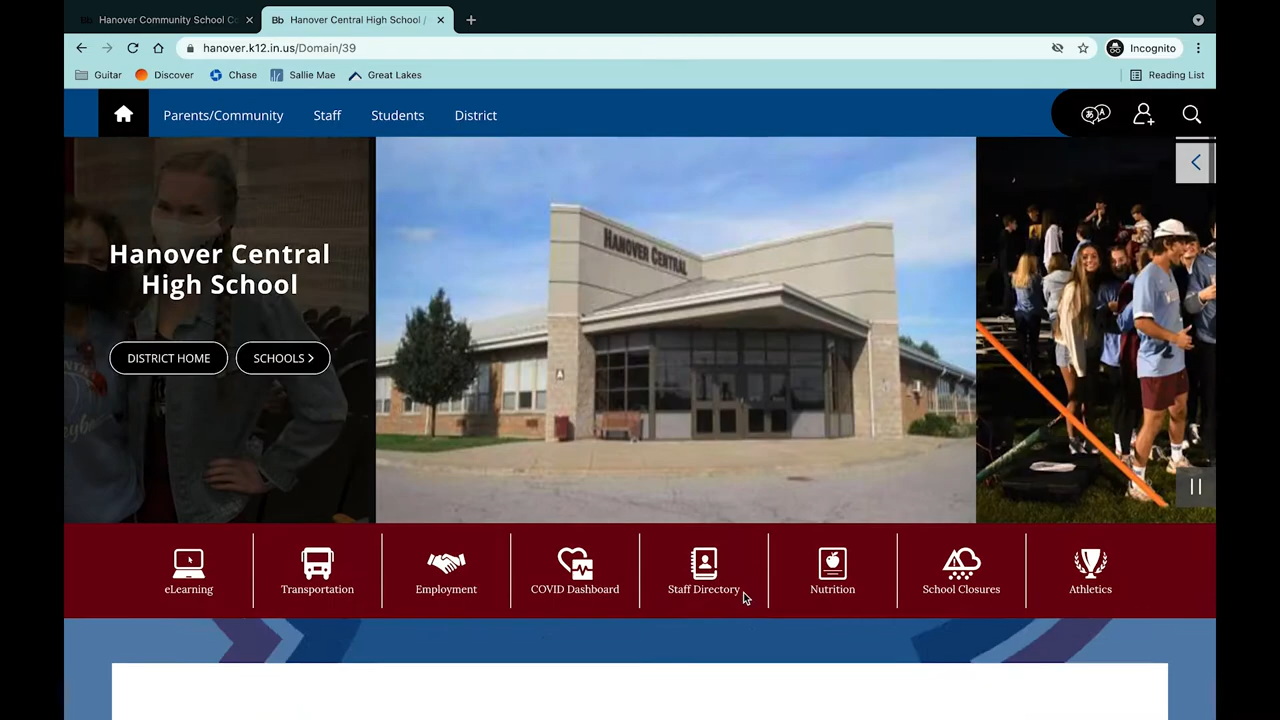 Bb Hanover Community School C
Bb Hanover Central High School /
hanover.k12.in.us/Domain/39
Incognito
Guitar
Discover
Chase
Sallie Mae
Great Lakes
Reading List
Parents/Community
Staff
Students
District
HANOVER CENTRAL
A
Hanover Central
High School
DISTRICT HOME
SCHOOLS
eLearning
Transportation
Employment
COVID Dashboard
Staff Directory
Nutrition
School Closures
Athletics